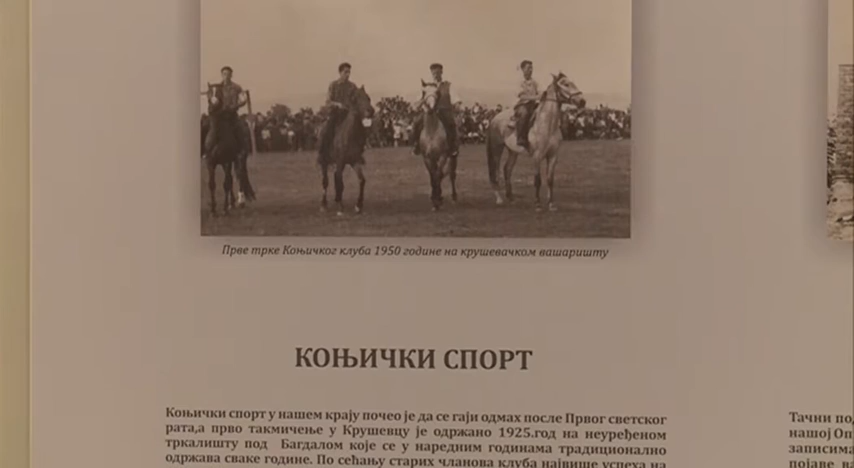 Прве трке Коњичког клуба 1950 године на крушевачком вашаришту
КОЊИЧКИ СПОРТ
Коњички спорт у нашем крају почео је да се гаји одмах после Првог светског
рата,а прво такмичење у Крушевцу је одржано 1925.год на неуређеном
тркалишту под Багдалом које се у наредним годинама традиционално
одржава сваке године. По сећању старих чланова клуба највише успеха на
Тачни по
нашој Оп
записима
појаве